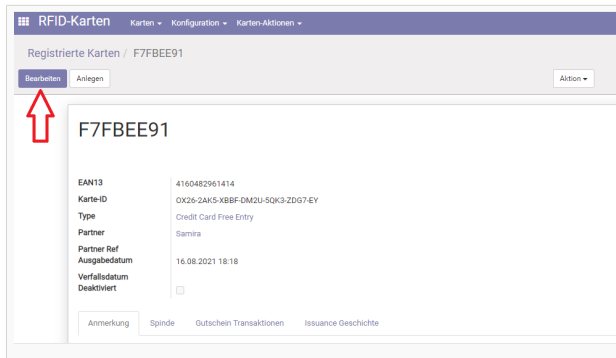 RFID-Karten Karten Konfiguration Karten-Aktionen
Registrierte Karten / F7FBEE91
Bearbeiten Anlegen Aktion
F7FBEE91
EAN13 4160482961414
Karte-ID OX26-2AK5-XBBF-DM2U-5QK3-ZDG7-EY
Type Credit Card Free Entry
Partner Samira
Partner Ref
Ausgabedatum 16.08.2021 18:18
Verfallsdatum
Deaktiviert
Anmerkung Spinde Gutschein Transaktionen Issuance Geschichte